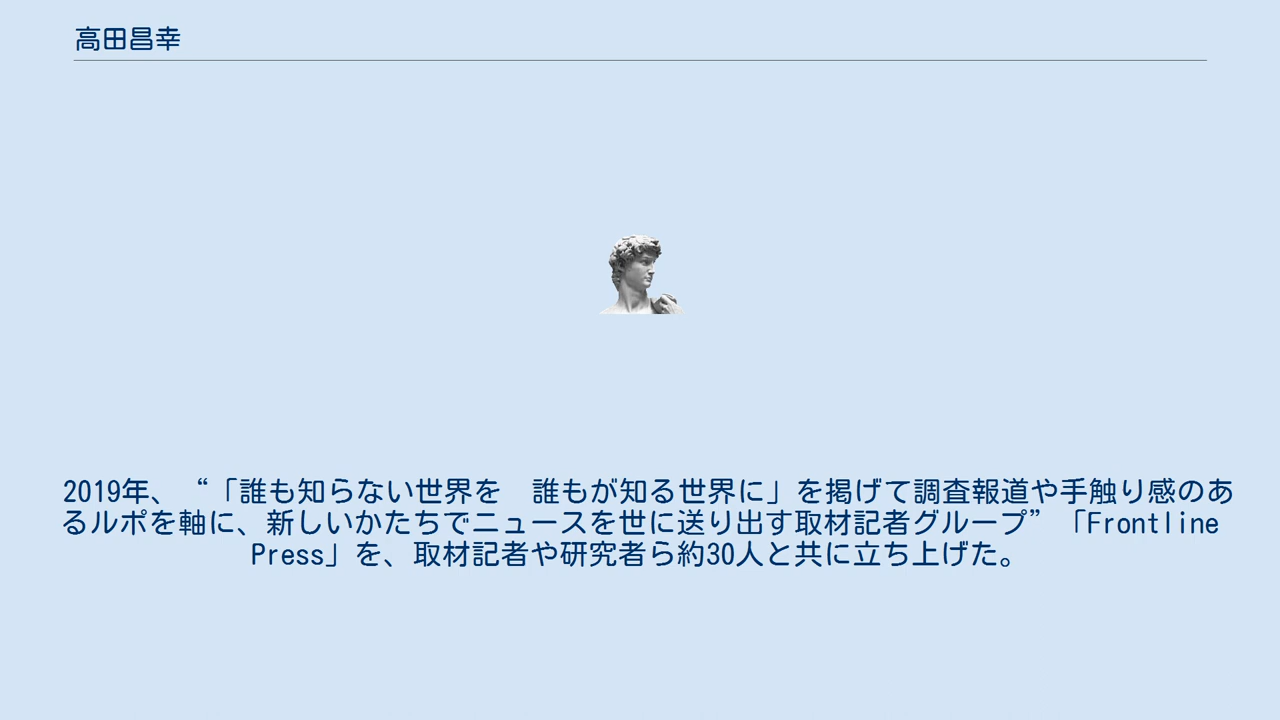 高田昌幸
2019年、“「誰も知らない世界を　誰もが知る世界に」を掲げて調査報道や手触り感のあ
るルポを軸に、新しいかたちでニュースを世に送り出す取材記者グループ”「Frontline
Press」を、取材記者や研究者ら約30人と共に立ち上げた。